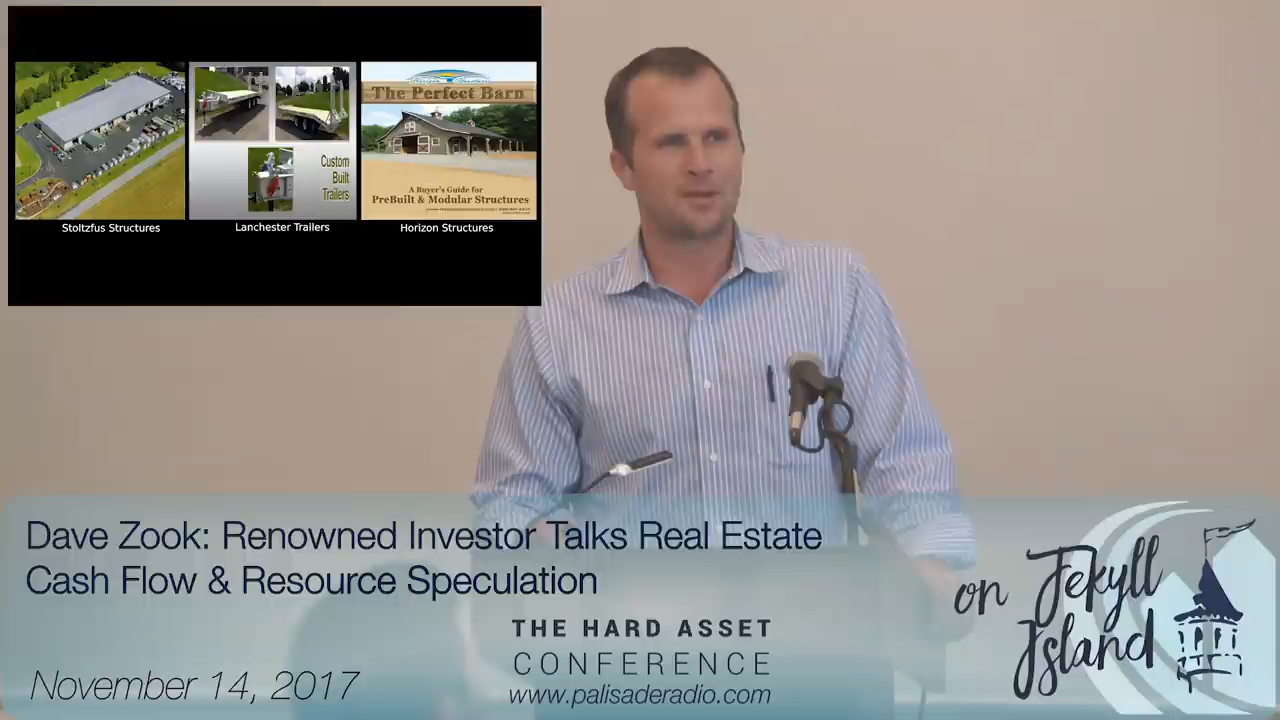 The Perfect Barn
A Buyer's Guide for
PreBuilt & Modular Structures
Custom
Built
Trailers
Stoltzfus Structures
Lanchester Trailers
Horizon Structures
Dave Zook: Renowned Investor Talks Real Estate
Cash Flow & Resource Speculation
THE HARD ASSET
CONFERENCE
www.palisaderadio.com
November 14, 2017
on Jekyll
Island